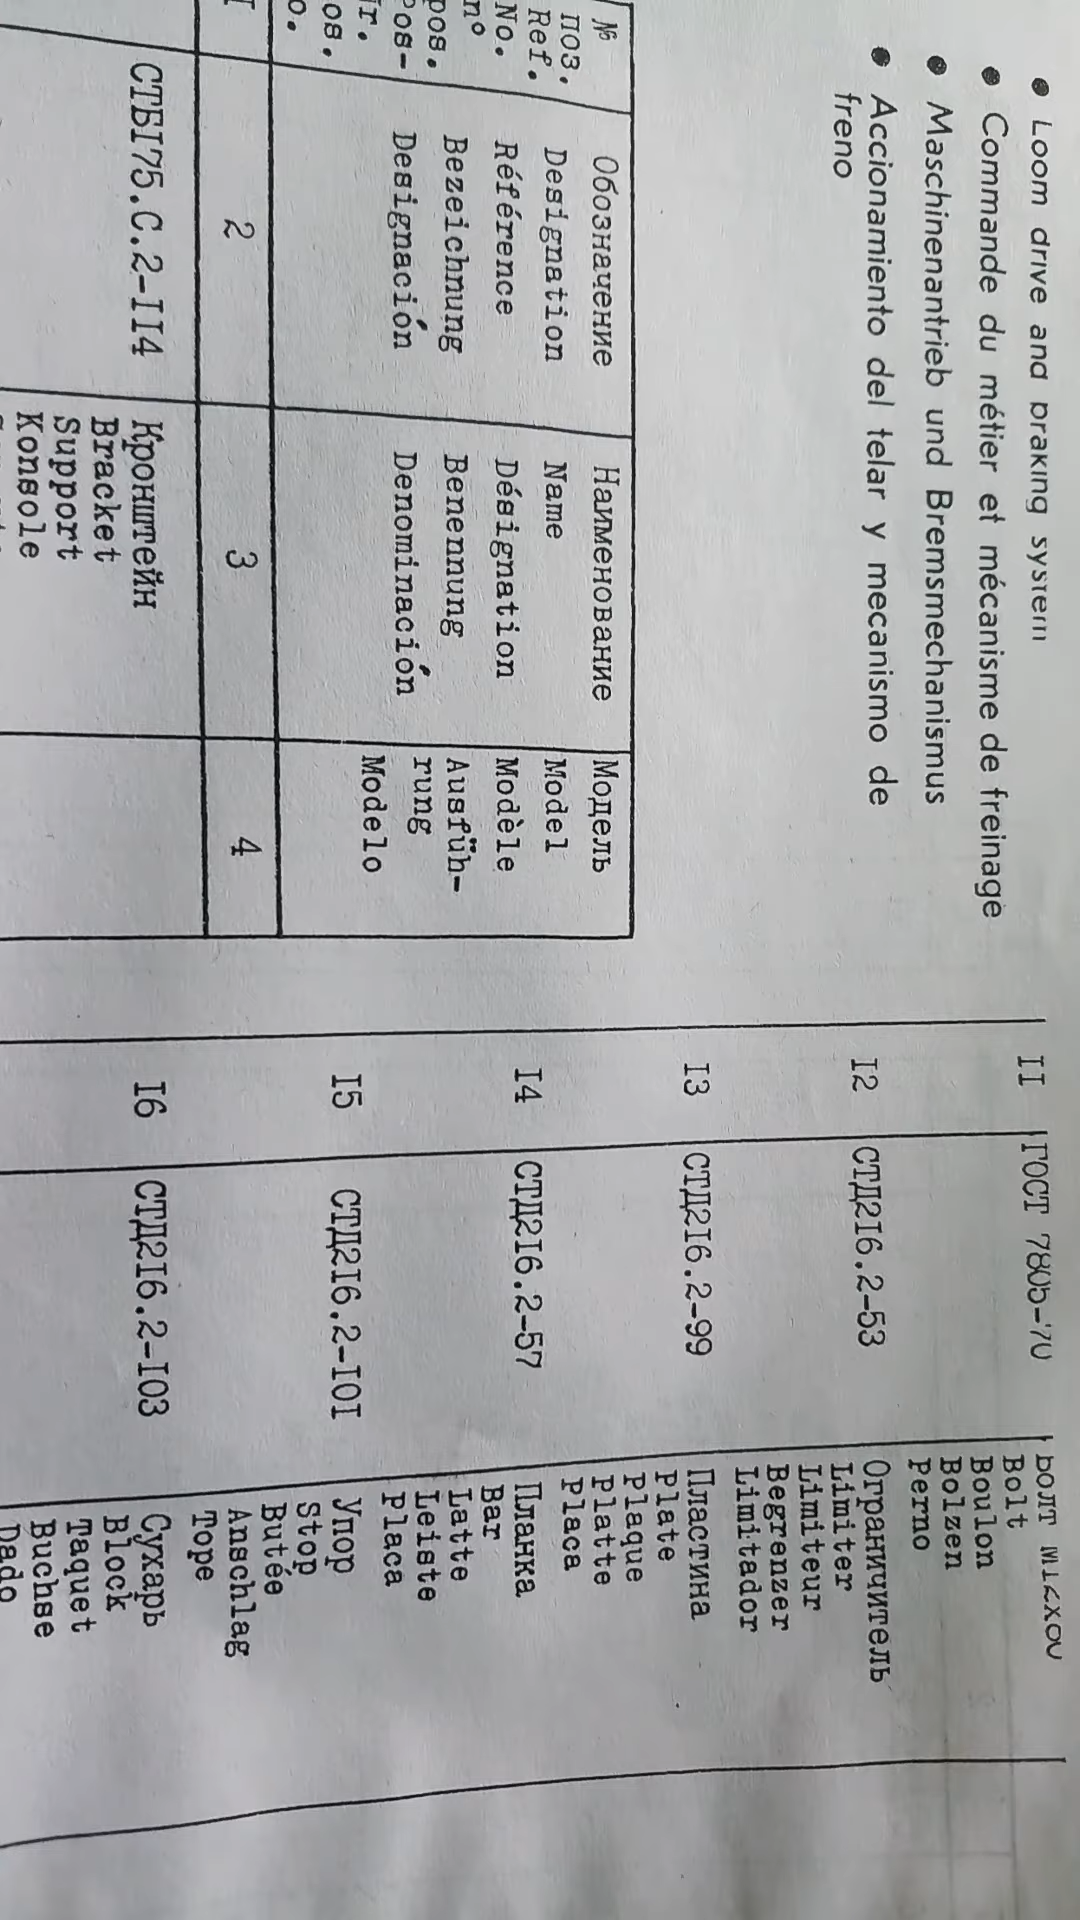 Loom drive and braking system
Commande du métier et mécanisme de freinage
Maschinenantrieb und Bremsmechanismus
Accionamiento del telar y mecanismo de
freno
№
поз.
Ref.
No.
nº
pos.
Pos-
Обозначение
Designation
Référence
Bezeichnung
Designación
Наименование
Name
Désignation
Benennung
Denominación
Модель
Model
Modèle
Ausfüh-
rung
Modelo
2
3
4
СТБI75.С.2-II4
Кронштейн
Bracket
Support
Konsole
II
ГОСТ 7805-70
Болт М12х0
Bolt
Boulon
Bolzen
Perno
I2
СТД2I6.2-53
Ограничитель
Limiter
Limiteur
Begrenzer
Limitador
I3
СТД2I6.2-99
Пластина
Plate
Plaque
Platte
Placa
I4
СТД2I6.2-57
Планка
Bar
Latte
Leiste
Placa
I5
СТД2I6.2-I0I
Упор
Stop
Butée
Anschlag
Tope
I6
СТД2I6.2-I03
Сухарь
Block
Taquet
Buchse
Dado